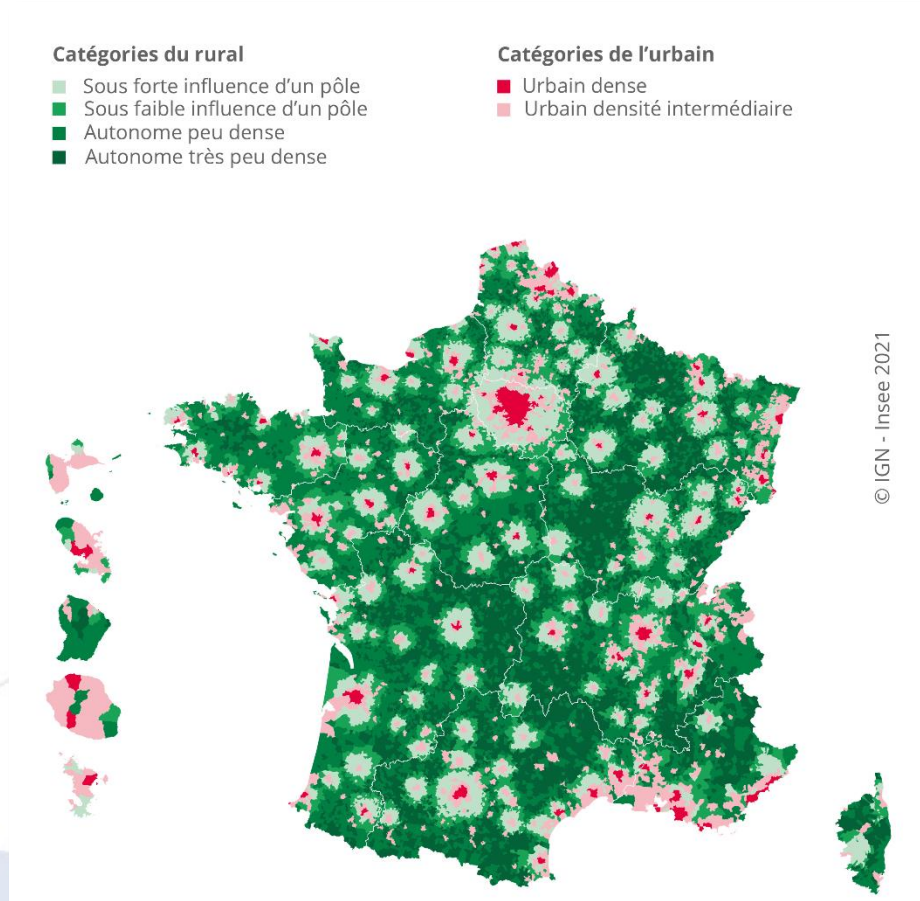 Catégories du rural
Sous forte influence d’un pôle
Sous faible influence d’un pôle
Autonome peu dense
Autonome très peu dense
Catégories de l’urbain
Urbain dense
Urbain densité intermédiaire
© IGN - Insee 2021